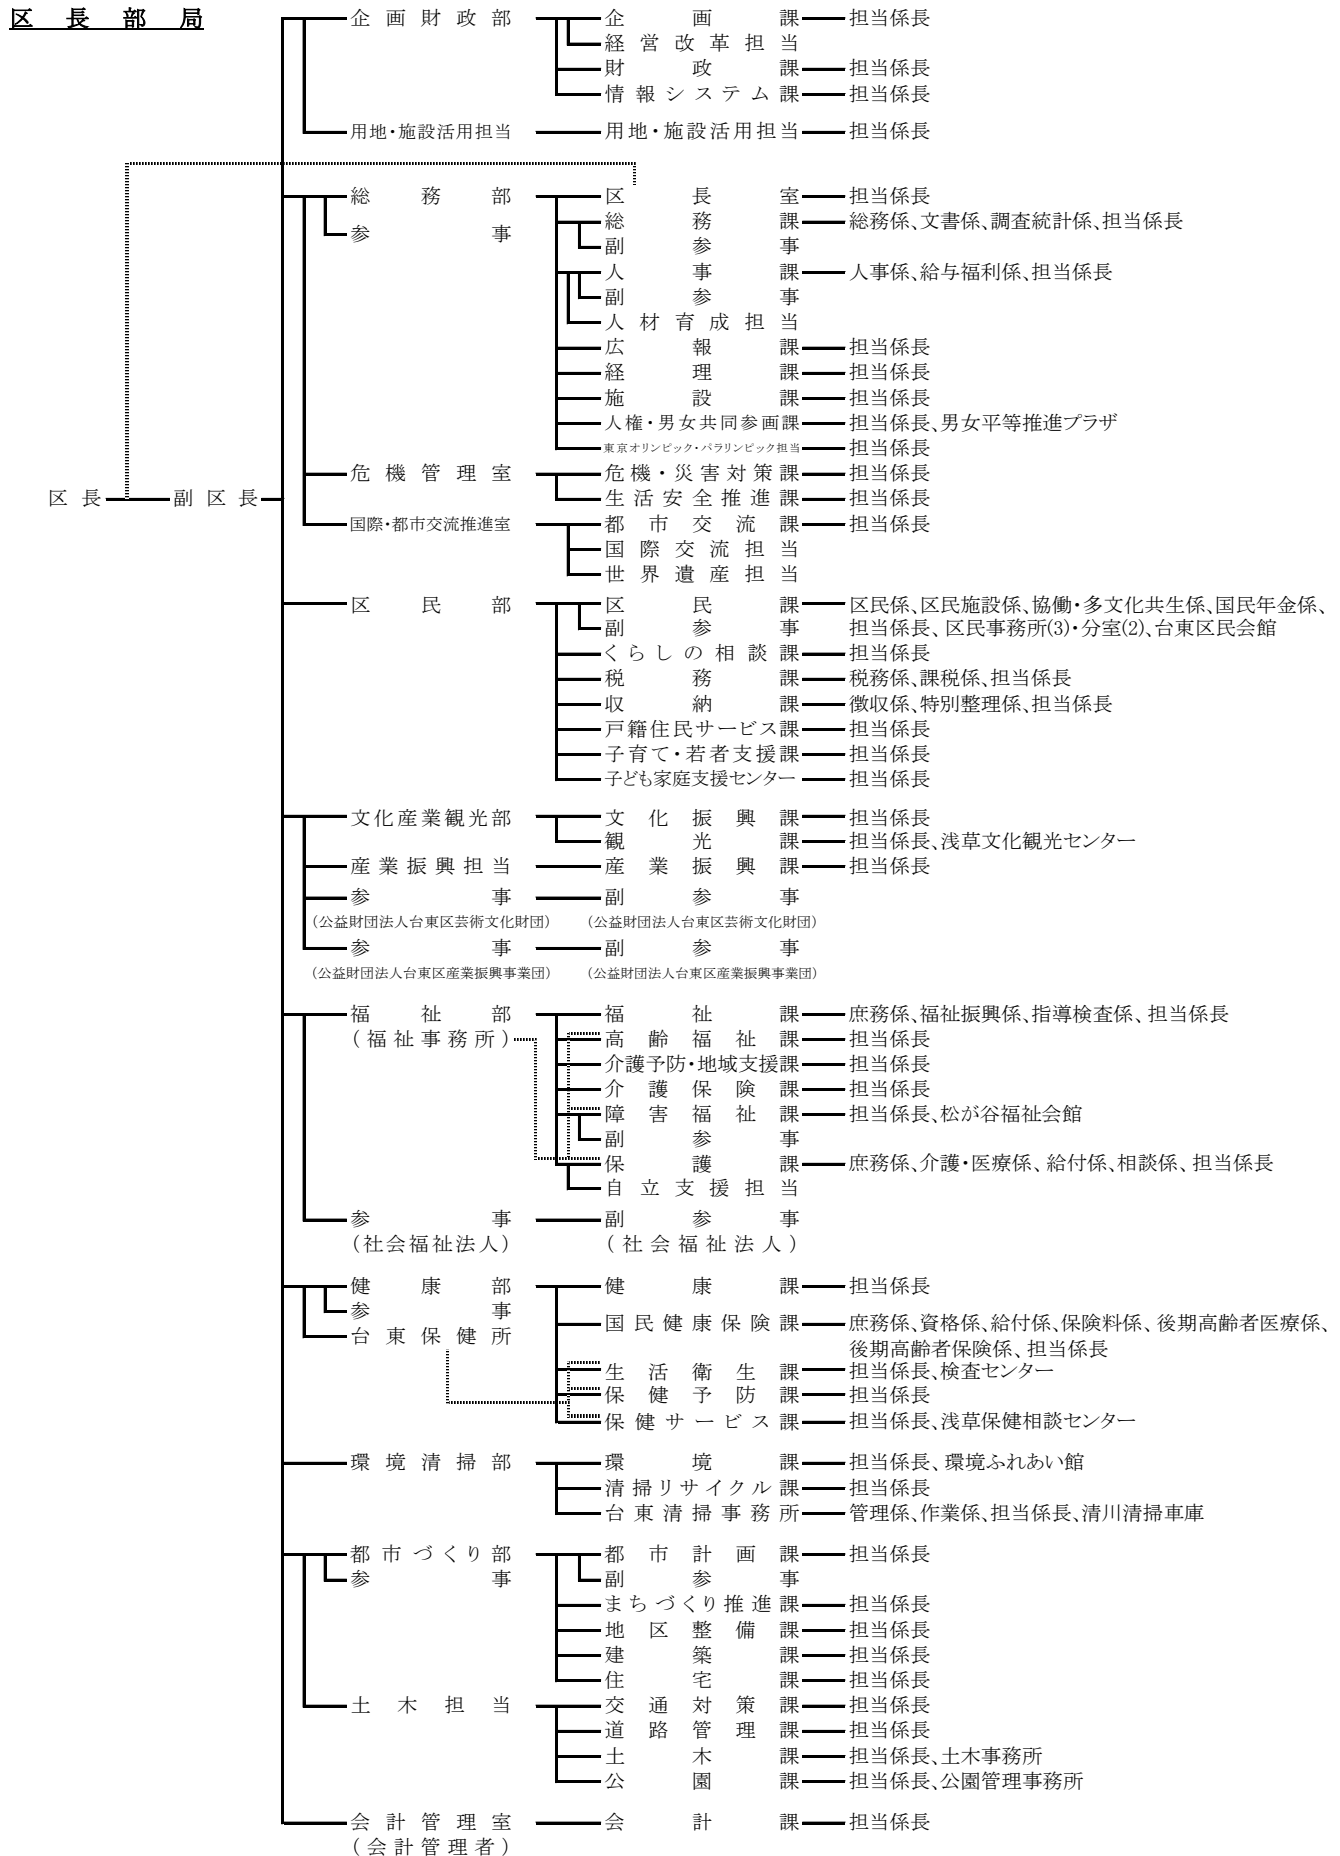 区長部局
企画財政部 企画課 担当係長
経営改革担当
財政課 担当係長
情報システム課 担当係長
用地・施設活用担当 用地・施設活用担当 担当係長
総務部 区長室 担当係長
総務課 総務係、文書係、調査統計係、担当係長
参事
副参事
人事課 人事係、給与福利係、担当係長
副参事
人材育成担当
広報課 担当係長
経理課 担当係長
施設課 担当係長
人権・男女共同参画課 担当係長、男女平等推進プラザ
東京オリンピック・パラリンピック担当 担当係長
危機管理室 危機・災害対策課 担当係長
区長 副区長 生活安全推進課 担当係長
国際・都市交流推進室 都市交流課 担当係長
国際交流担当
世界遺産担当
区民部 区民課 区民係、区民施設係、協働・多文化共生係、国民年金係、
副参事 担当係長、区民事務所(3)・分室(2)、台東区民会館
くらしの相談課 担当係長
税務課 税務係、課税係、担当係長
収納課 徴収係、特別整理係、担当係長
戸籍住民サービス課 担当係長
子育て・若者支援課 担当係長
子ども家庭支援センター 担当係長
文化産業観光部 文化振興課 担当係長
観光課 担当係長、浅草文化観光センター
産業振興担当 産業振興課 担当係長
参事 副参事
(公益財団法人台東区芸術文化財団) (公益財団法人台東区芸術文化財団)
参事 副参事
(公益財団法人台東区産業振興事業団) (公益財団法人台東区産業振興事業団)
福祉部 福祉課 庶務係、福祉振興係、指導検査係、担当係長
(福祉事務所) 高齢福祉課 担当係長
介護予防・地域支援課 担当係長
介護保険課 担当係長
障害福祉課 担当係長、松が谷福祉会館
副参事
保護課 庶務係、介護・医療係、給付係、相談係、担当係長
自立支援担当
参事 副参事
(社会福祉法人) (社会福祉法人)
健康部 健康課 担当係長
参事
国民健康保険課 庶務係、資格係、給付係、保険料係、後期高齢者医療係、
台東保健所
後期高齢者保険係、担当係長
生活衛生課 担当係長、検査センター
保健予防課 担当係長
保健サービス課 担当係長、浅草保健相談センター
環境清掃部 環境課 担当係長、環境ふれあい館
清掃リサイクル課 担当係長
台東清掃事務所 管理係、作業係、担当係長、清川清掃車庫
都市づくり部 都市計画課 担当係長
参事 副参事
まちづくり推進課 担当係長
地区整備課 担当係長
建築課 担当係長
住宅課 担当係長
土木担当 交通対策課 担当係長
道路管理課 担当係長
土木課 担当係長、土木事務所
公園課 担当係長、公園管理事務所
会計管理室 会計課 担当係長
(会計管理者)